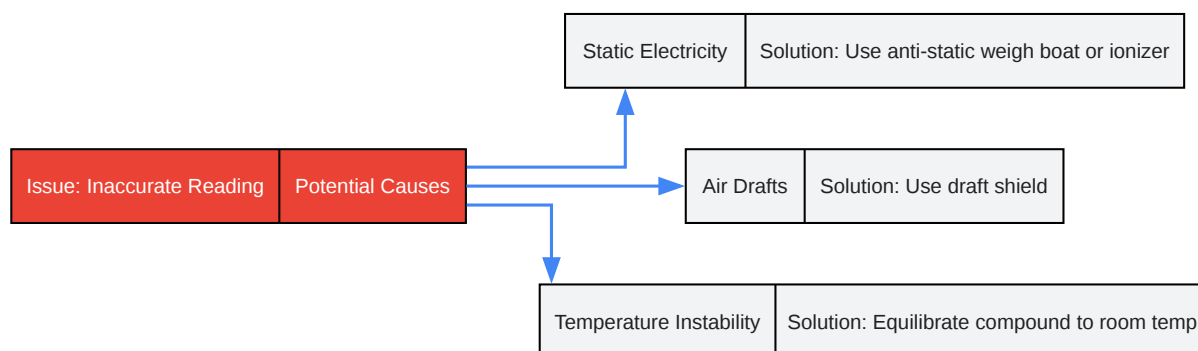 Static Electricity
Solution: Use anti-static weigh boat or ionizer
Issue: Inaccurate Reading
Potential Causes
Air Drafts
Solution: Use draft shield
Temperature Instability
Solution: Equilibrate compound to room temp